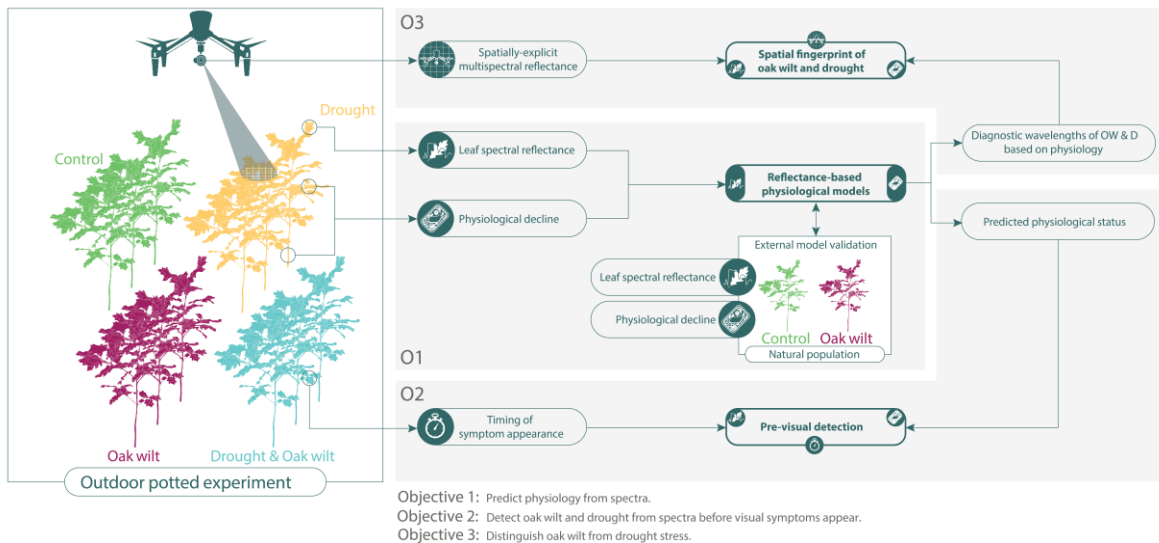 Drought
Control
Oak wilt
Drought & Oak wilt
Outdoor potted experiment
O3
Spatially-explicit
multispectral reflectance
Spatial fingerprint of
oak wilt and drought
Leaf spectral reflectance
Physiological decline
Reflectance-based
physiological models
Diagnostic wavelengths of OW & D
based on physiology
Predicted physiological status
External model validation
Leaf spectral reflectance
Physiological decline
Control
Oak wilt
Natural population
O1
O2
Timing of
symptom appearance
Pre-visual detection
Objective 1: Predict physiology from spectra.
Objective 2: Detect oak wilt and drought from spectra before visual symptoms appear.
Objective 3: Distinguish oak wilt from drought stress.